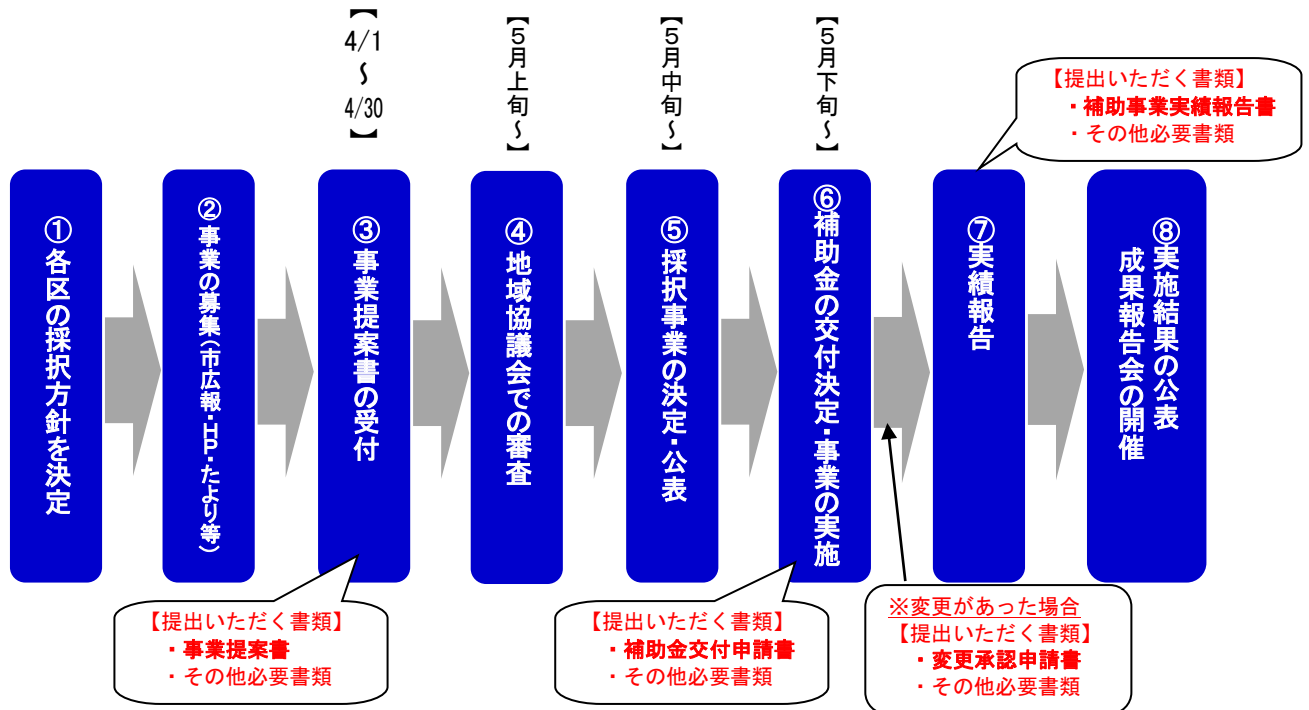 【4/1～4/30】
【５月上旬～】
【５月中旬～】
【５月下旬～】
【提出いただく書類】
・補助事業実績報告書
・その他必要書類
①各区の採択方針を決定
②事業の募集（市広報・HP・たより等）
③事業提案書の受付
④地域協議会での審査
⑤採択事業の決定・公表
⑥補助金の交付決定・事業の実施
⑦実績報告
⑧実施結果の公表
成果報告会の開催
【提出いただく書類】
・事業提案書
・その他必要書類
【提出いただく書類】
・補助金交付申請書
・その他必要書類
※変更があった場合
【提出いただく書類】
・変更承認申請書
・その他必要書類